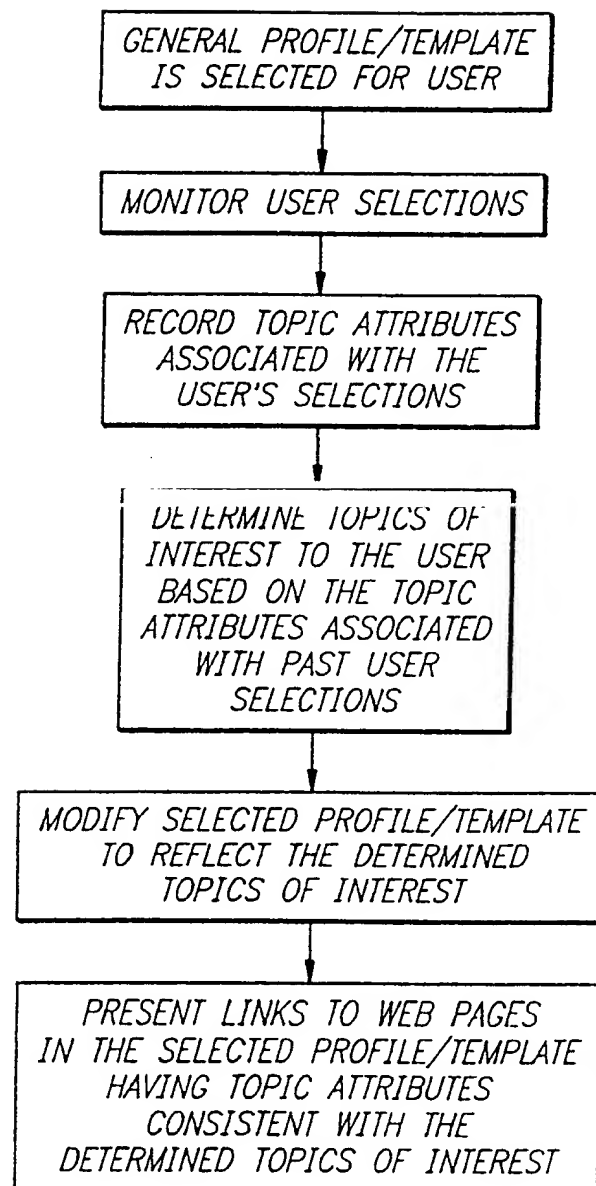 GENERAL PROFILE/TEMPLATE
IS SELECTED FOR USER
MONITOR USER SELECTIONS
RECORD TOPIC ATTRIBUTES
ASSOCIATED WITH THE
USER'S SELECTIONS
DETERMINE TOPICS OF
INTEREST TO THE USER
BASED ON THE TOPIC
ATTRIBUTES ASSOCIATED
WITH PAST USER
SELECTIONS
MODIFY SELECTED PROFILE/TEMPLATE
TO REFLECT THE DETERMINED
TOPICS OF INTEREST
PRESENT LINKS TO WEB PAGES
IN THE SELECTED PROFILE/TEMPLATE
HAVING TOPIC ATTRIBUTES
CONSISTENT WITH THE
DETERMINED TOPICS OF INTEREST